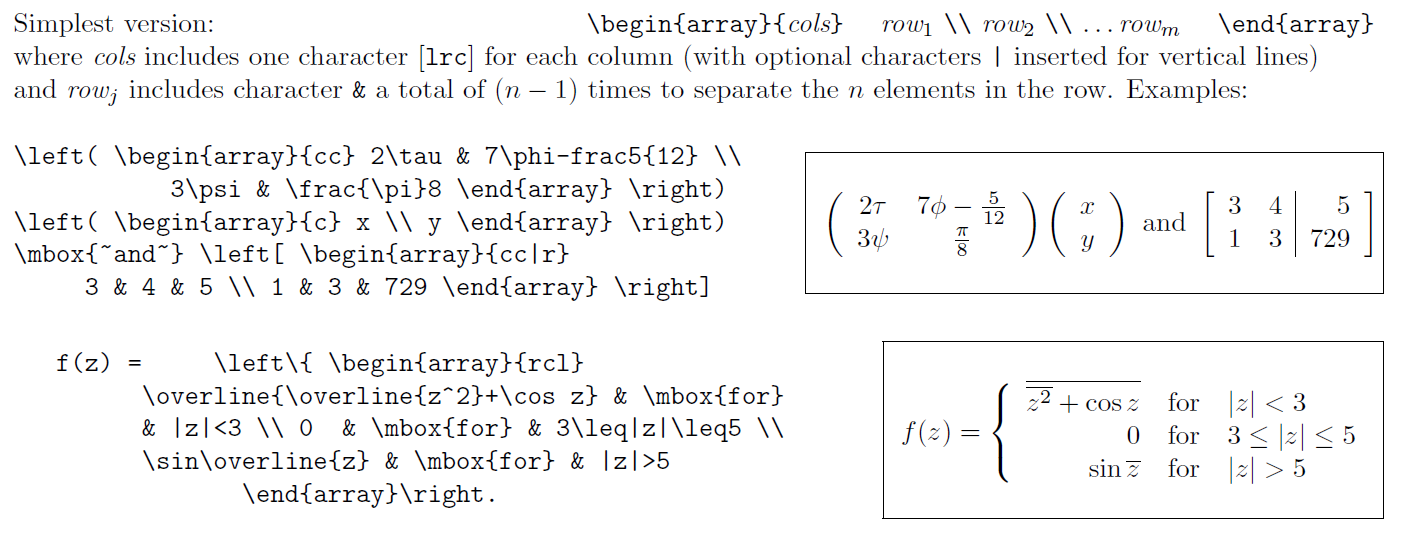 Simplest version: \begin{array}{cols} row₁ \\ row₂ \\ … rowₘ \end{array}
where cols includes one character [lrc] for each column (with optional characters | inserted for vertical lines)
and rowⱼ includes character & a total of (n − 1) times to separate the n elements in the row. Examples:
\left( \begin{array}{cc} 2\tau & 7\phi-frac5{12} \\
3\psi & \frac{\pi}8 \end{array} \right)
\left( \begin{array}{c} x \\ y \end{array} \right)
\mbox{~and~} \left[ \begin{array}{cc|r}
3 & 4 & 5 \\ 1 & 3 & 729 \end{array} \right]
2τ 7ϕ − 5/12 x and 3 4 | 5
3ψ π/8 y 1 3 | 729
f(z) = \left\{ \begin{array}{rcl}
\overline{\overline{z^2}+\cos z} & \mbox{for}
& |z|<3 \\ 0 & \mbox{for} & 3\leq|z|\leq5 \\
\sin\overline{z} & \mbox{for} & |z|>5
\end{array}\right.
z² + cos z for |z| < 3
f(z) = { 0 for 3 ≤ |z| ≤ 5
sin z̅ for |z| > 5